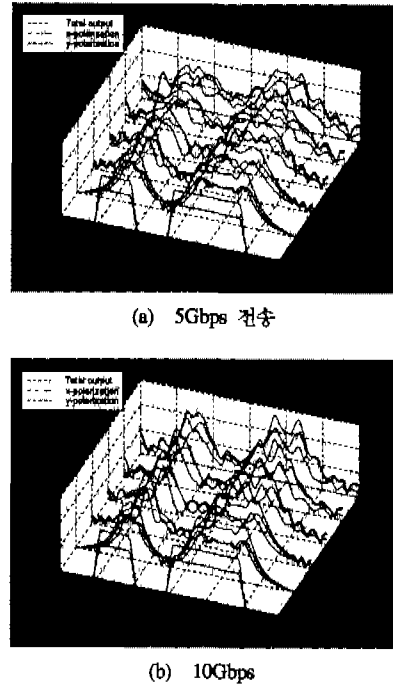 Total output
x-polarization
y-polarization
(a) 5Gbps 전송
Total output
x-polarization
y-polarization
(b) 10Gbps